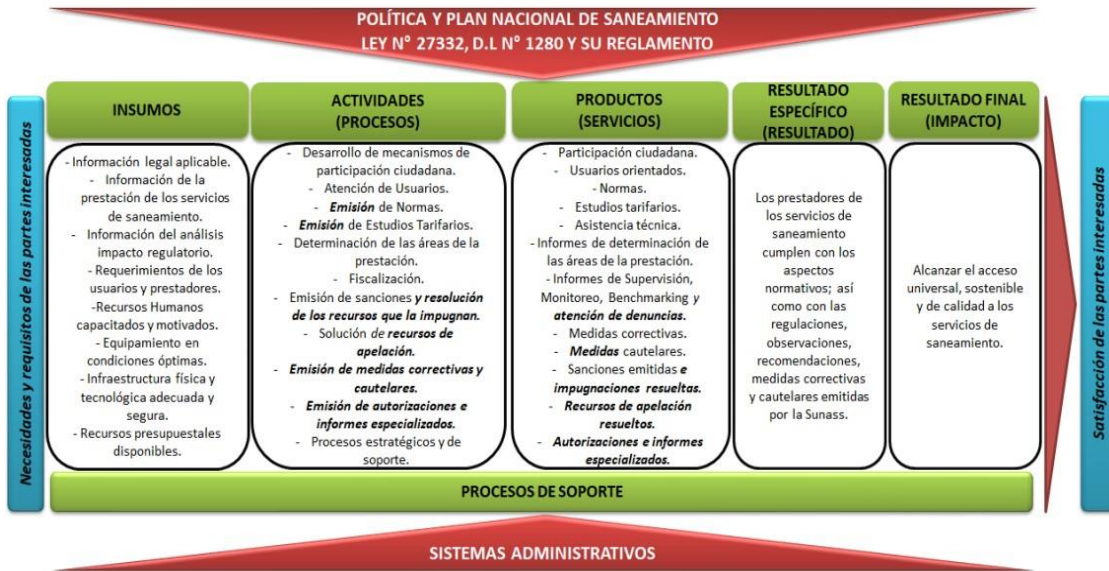 POLÍTICA Y PLAN NACIONAL DE SANEAMIENTO
LEY N° 27332, D.L N° 1280 Y SU REGLAMENTO
Necesidades y requisitos de las partes interesadas
INSUMOS
- Información legal aplicable.
- Información de la
prestación de los servicios
de saneamiento.
- Información del análisis
impacto regulatorio.
- Requerimientos de los
usuarios y prestadores.
-Recursos Humanos
capacitados y motivados.
- Equipamiento en
condiciones óptimas.
- Infraestructura física y
tecnológica adecuada y
segura.
- Recursos presupuestales
disponibles.
ACTIVIDADES
(PROCESOS)
- Desarrollo de mecanismos de
participación ciudadana.
- Atención de Usuarios.
- Emisión de Normas.
- Emisión de Estudios Tarifarios.
- Determinación de las áreas de la
prestación.
- Fiscalización.
- Emisión de sanciones y resolución
de los recursos que la impugnan.
- Solución de recursos de
apelación.
- Emisión de medidas correctivas y
cautelares.
- Emisión de autorizaciones e
informes especializados.
- Procesos estratégicos y de
soporte.
PRODUCTOS
(SERVICIOS)
- Participación ciudadana.
- Usuarios orientados.
- Normas.
- Estudios tarifarios.
- Asistencia técnica.
- Informes de determinación de
las áreas de la prestación.
- Informes de Supervisión,
Monitoreo, Benchmarking y
atención de denuncias.
- Medidas correctivas.
- Medidas cautelares.
- Sanciones emitidas e
impugnaciones resueltas.
- Recursos de apelación
resueltos.
- Autorizaciones e informes
especializados.
RESULTADO
ESPECÍFICO
(RESULTADO)
Los prestadores de
los servicios de
saneamiento
cumplen con los
aspectos
normativos; así
como con las
regulaciones,
observaciones,
recomendaciones,
medidas correctivas
y cautelares emitidas
por la Sunass.
RESULTADO FINAL
(IMPACTO)
Alcanzar el acceso
universal, sostenible
y de calidad a los
servicios de
saneamiento.
Satisfacción de las partes interesadas
PROCESOS DE SOPORTE
SISTEMAS ADMINISTRATIVOS